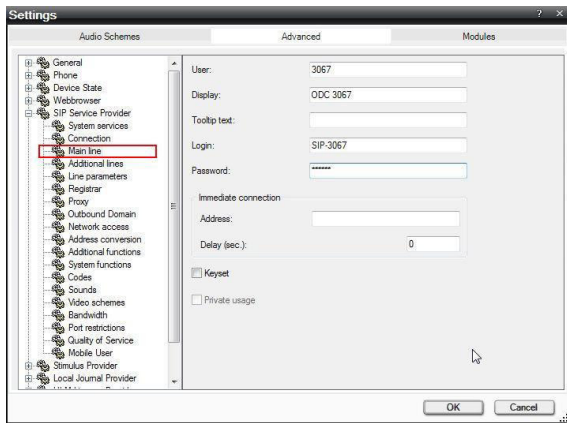 Settings
? ×
Audio Schemes
Advanced
Modules
General
Phone
Device State
Webbrowser
SIP Service Provider
System services
Connection
Main line
Additional lines
Line parameters
Registrar
Proxy
Outbound Domain
Network access
Address conversion
Additional functions
System functions
Codes
Sounds
Video schemes
Bandwidth
Port restrictions
Quality of Service
Mobile User
Stimulus Provider
Local Journal Provider
User: 3067
Display: ODC 3067
Tooltip text:
Login: SIP-3067
Password: ******
Immediate connection
Address:
Delay (sec.): 0
Keyset
Private usage
OK
Cancel